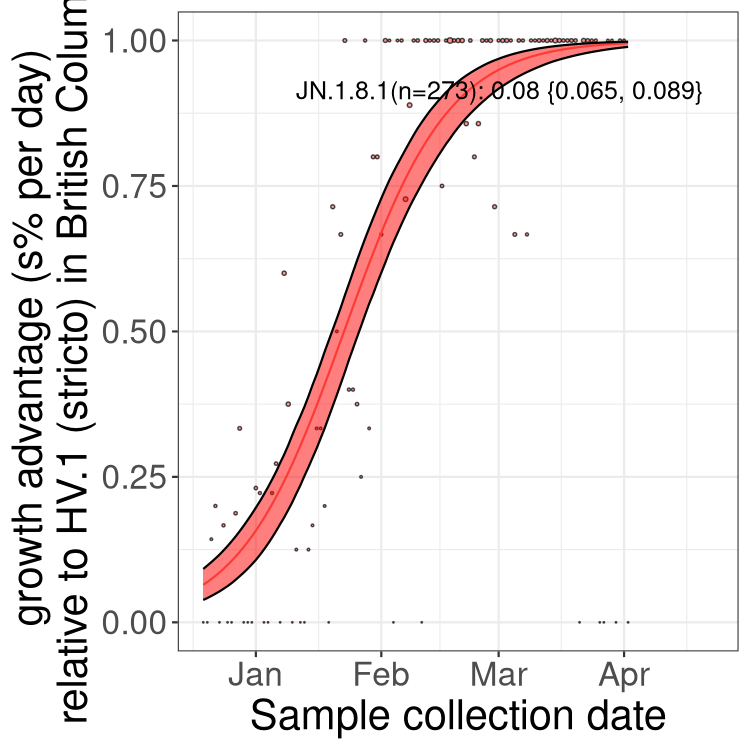 growth advantage (s% per day)
relative to HV.1 (stricto) in British Colum
1.00
0.75
0.50
0.25
0.00
JN.1.8.1(n=273): 0.08 {0.065, 0.089}
Jan Feb Mar Apr
Sample collection date